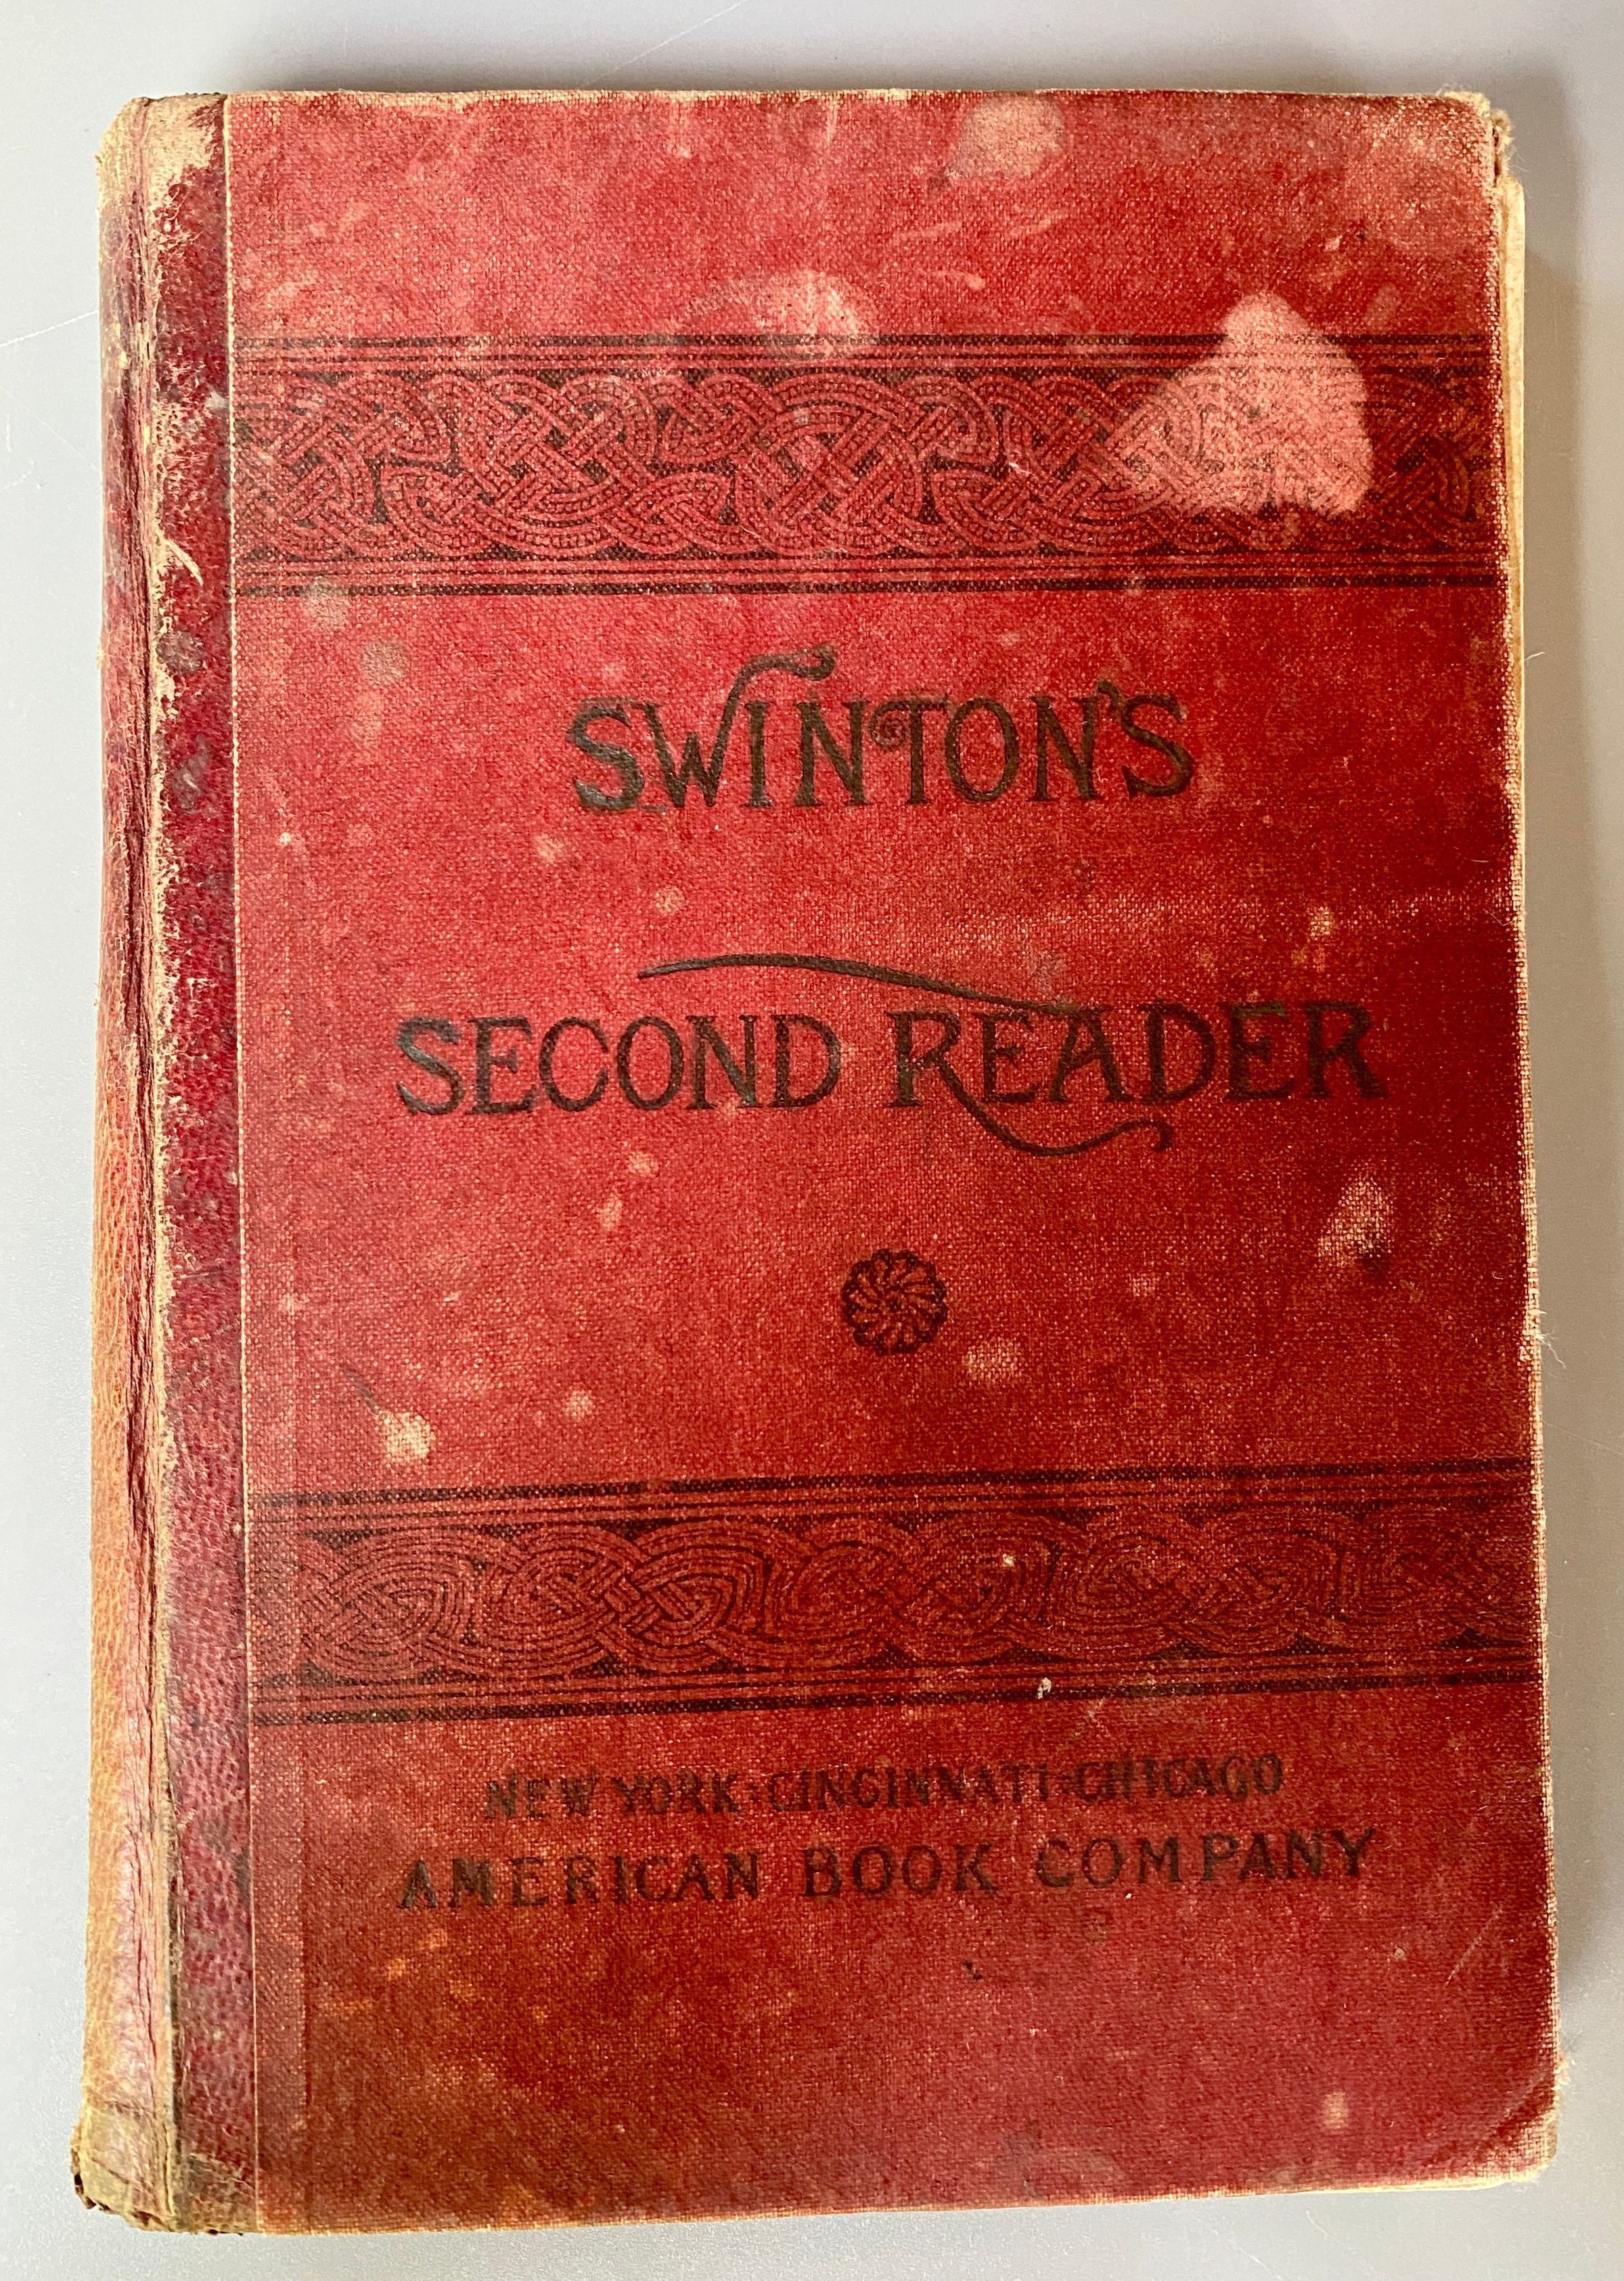 SWINTON'S
SECOND READER
NEW YORK : CINCINNATI : CHICAGO
AMERICAN BOOK COMPANY